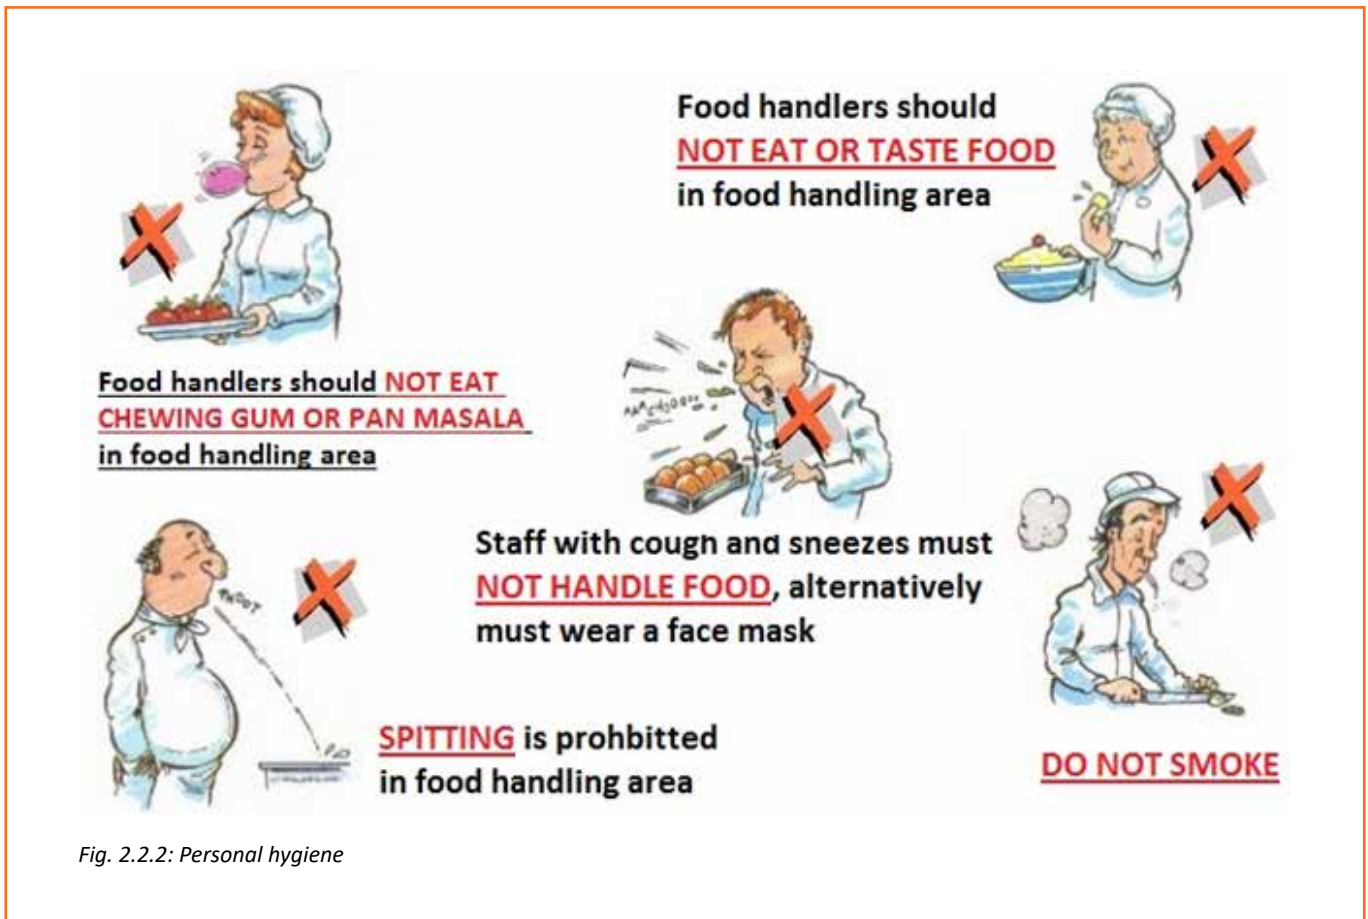 Food handlers should
NOT EAT OR TASTE FOOD
in food handling area
Food handlers should NOT EAT
CHEWING GUM OR PAN MASALA
in food handling area
Staff with cough and sneezes must
NOT HANDLE FOOD, alternatively
must wear a face mask
PHOOT
SPITTING is prohbitted
in food handling area
DO NOT SMOKE
Fig. 2.2.2: Personal hygiene